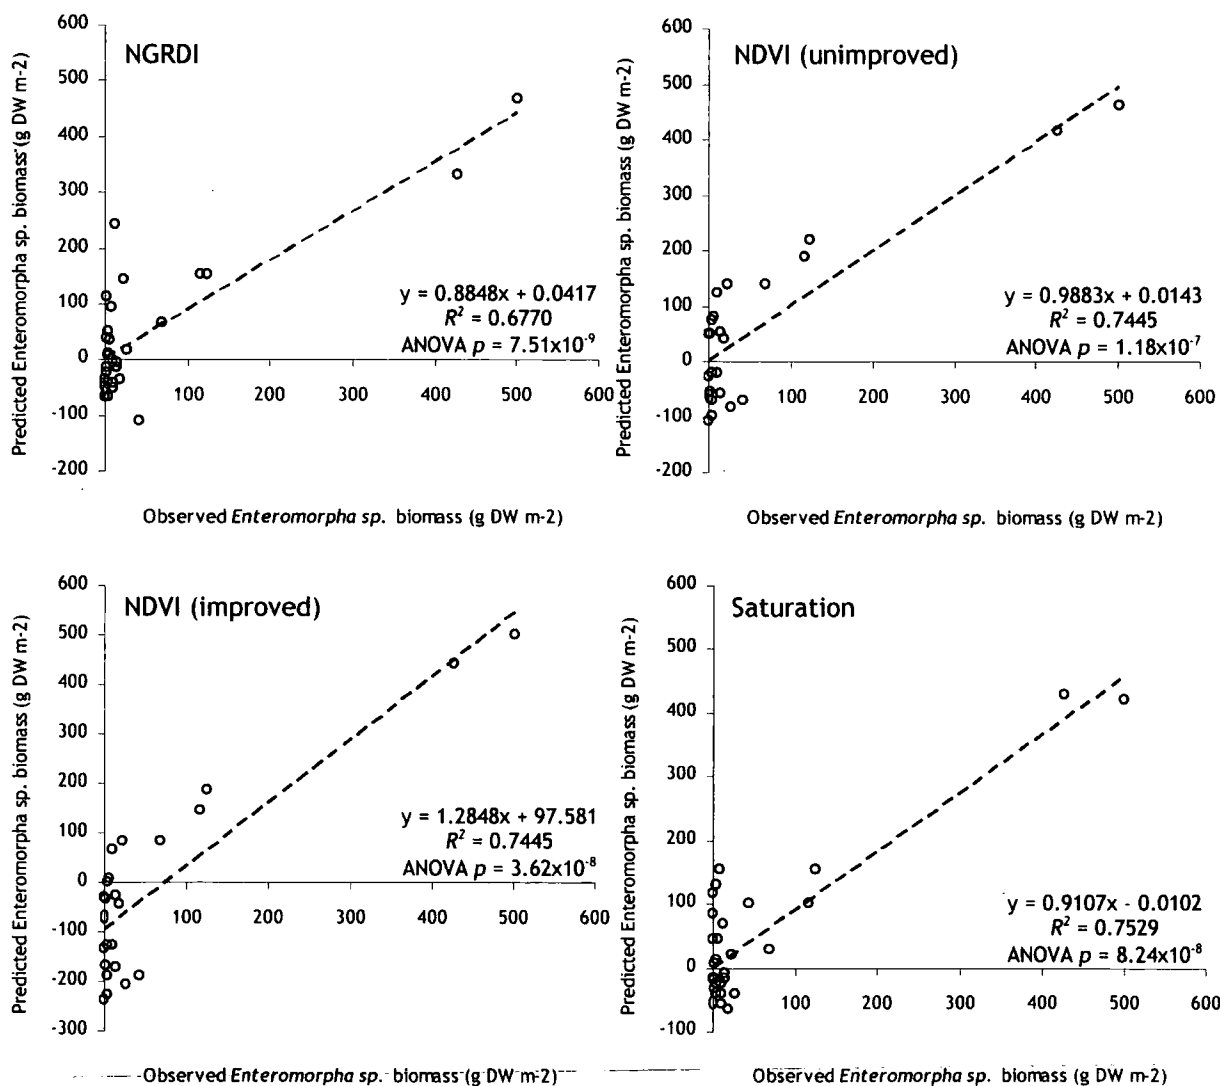 NGRDI
Predicted Enteromorpha sp. biomass (g DW m-2)
600
500
400
300
200
100
0
-100
-200
100 200 300 400 500 600
y = 0.8848x + 0.0417
R² = 0.6770
ANOVA p = 7.51x10⁻⁹
Observed Enteromorpha sp. biomass (g DW m-2)
NDVI (unimproved)
Predicted Enteromorpha sp. biomass (g DW m-2)
600
500
400
300
200
100
0
-100
-200
100 200 300 400 500 600
y = 0.9883x + 0.0143
R² = 0.7445
ANOVA p = 1.18x10⁻⁷
Observed Enteromorpha sp. biomass (g DW m-2)
NDVI (improved)
Predicted Enteromorpha sp. biomass (g DW m-2)
600
500
400
300
200
100
0
-100
-200
-300
100 200 300 400 500 600
y = 1.2848x + 97.581
R² = 0.7445
ANOVA p = 3.62x10⁻⁸
Observed Enteromorpha sp. biomass (g DW m-2)
Saturation
Predicted Enteromorpha sp. biomass (g DW m-2)
600
500
400
300
200
100
0
-100
0 100 200 300 400 500 600
y = 0.9107x - 0.0102
R² = 0.7529
ANOVA p = 8.24x10⁻⁸
Observed Enteromorpha sp. biomass (g DW m-2)